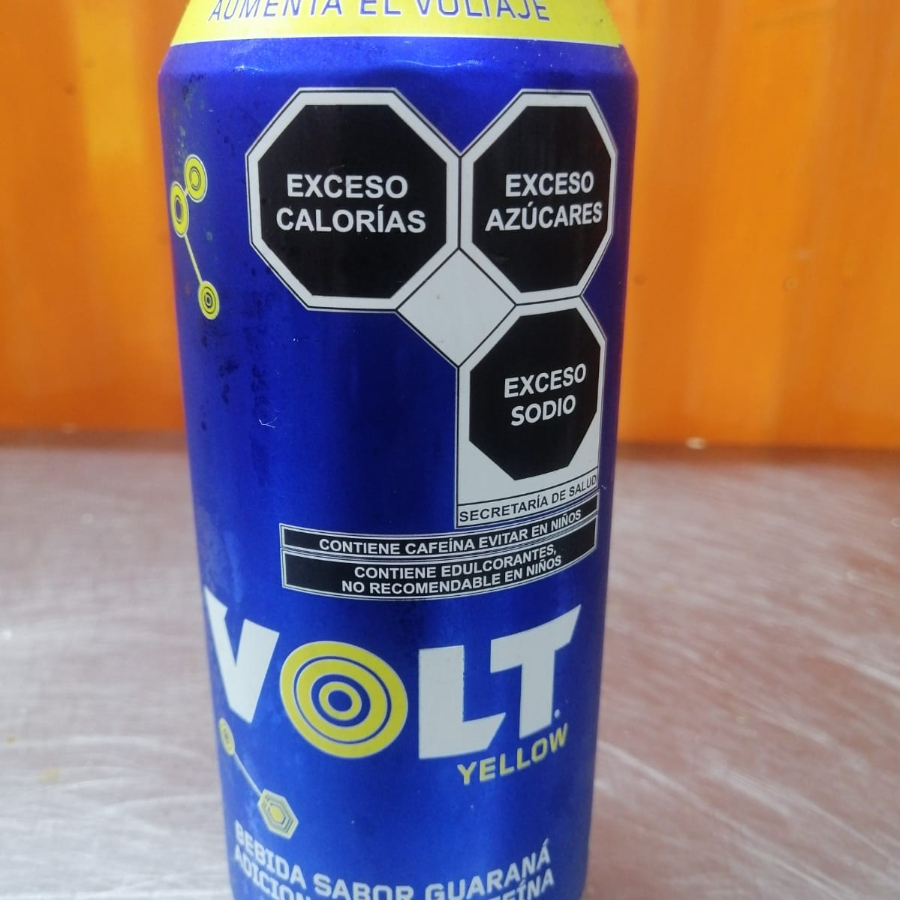 AUMENTA EL VOLTAJE
EXCESO
CALORÍAS
EXCESO
AZÚCARES
EXCESO
SODIO
SECRETARÍA DE SALUD
CONTIENE CAFEÍNA EVITAR EN NIÑOS
CONTIENE EDULCORANTES,
NO RECOMENDABLE EN NIÑOS
VOLT
YELLOW
BEBIDA SABOR GUARANÁ